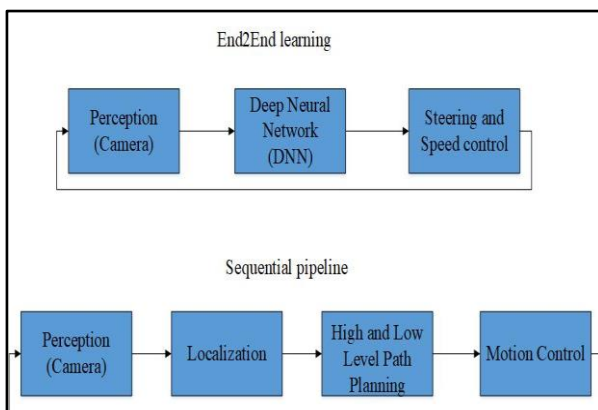 End2End learning
Perception
(Camera)
Deep Neural
Network
(DNN)
Steering and
Speed control
Sequential pipeline
Perception
(Camera)
Localization
High and Low
Level Path
Planning
Motion Control